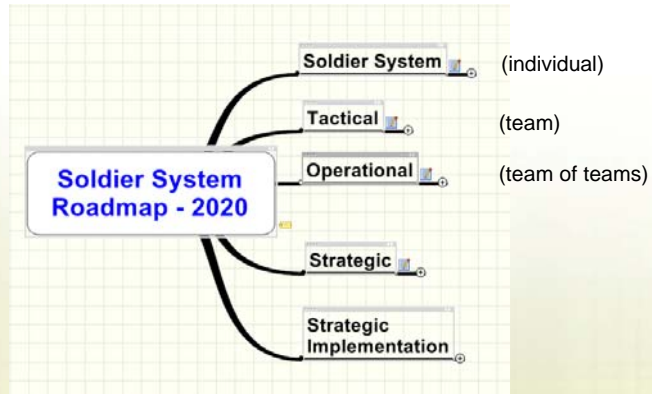 Soldier System
Roadmap - 2020
Soldier System (individual)
Tactical (team)
Operational (team of teams)
Strategic
Strategic
Implementation